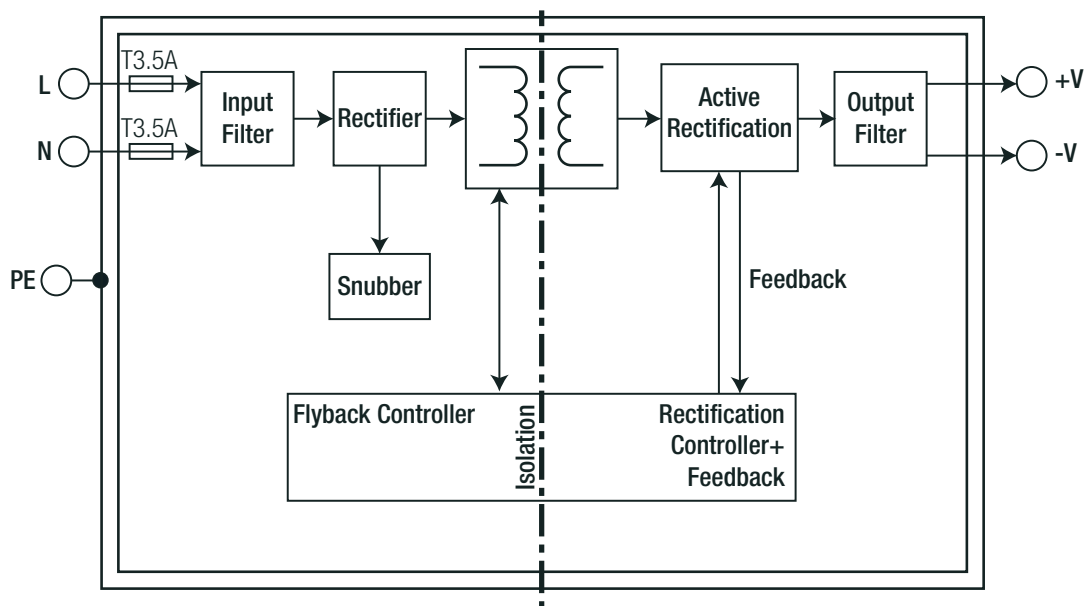 T3.5A
L
Input
Filter
Rectifier
Active
Rectification
Output
Filter
+V
T3.5A
N
-V
PE
Snubber
Feedback
Flyback Controller
Isolation
Rectification
Controller+
Feedback